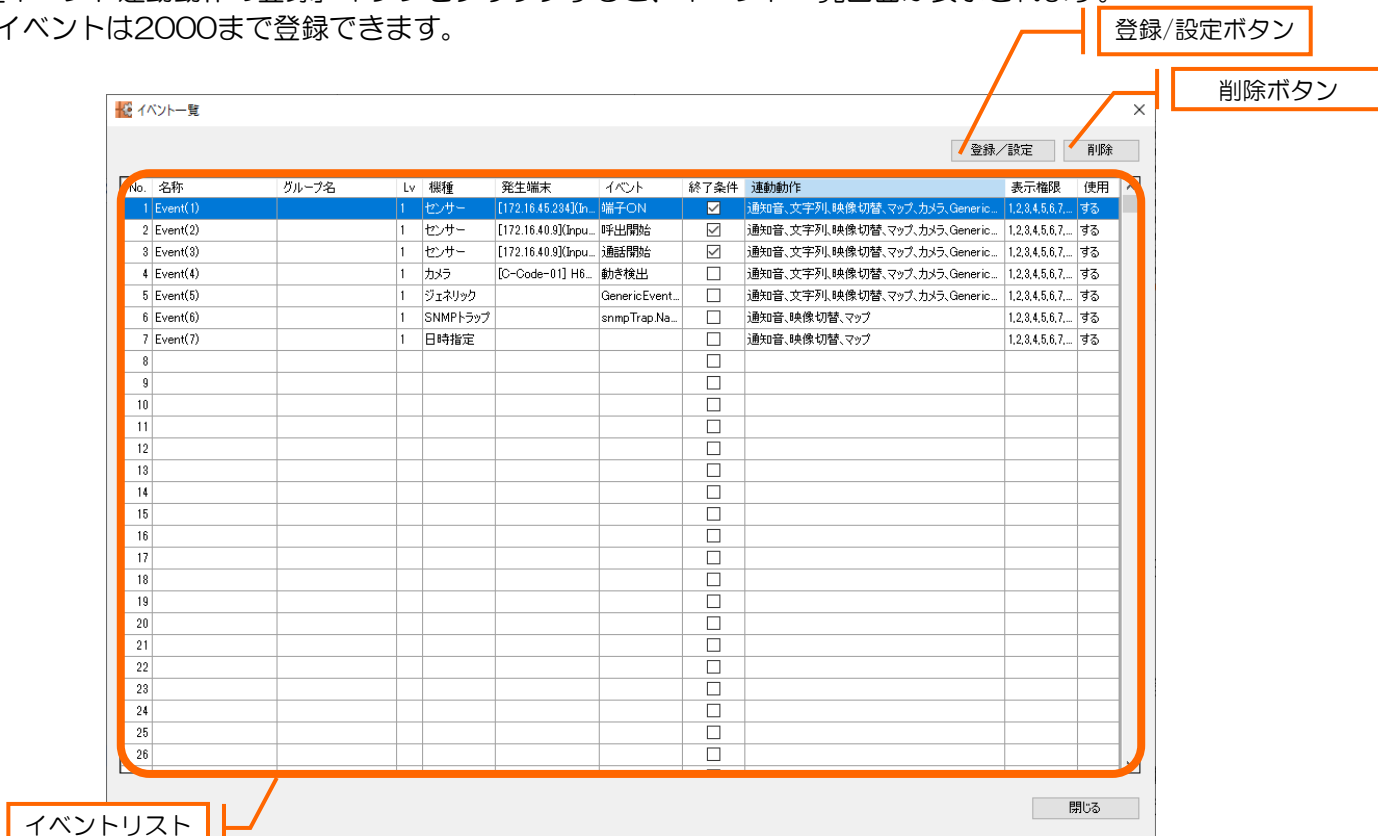 イベントは2000まで登録できます。
登録/設定ボタン
削除ボタン
イベント一覧
登録／設定 削除
No. 名称 グループ名 Lv 機種 発生端末 イベント 終了条件 連動動作 表示権限 使用
1 Event(1) 1 センサー [172.16.45.234](In... 端子ON 通知音、文字列、映像切替、マップ、カメラ、Generic... 1,2,3,4,5,6,7,... する
2 Event(2) 1 センサー [172.16.40.9](Inpu... 呼出開始 通知音、文字列、映像切替、マップ、カメラ、Generic... 1,2,3,4,5,6,7,... する
3 Event(3) 1 センサー [172.16.40.9](Inpu... 通話開始 通知音、文字列、映像切替、マップ、カメラ、Generic... 1,2,3,4,5,6,7,... する
4 Event(4) 1 カメラ [C-Code-01] H6... 動き検出 通知音、文字列、映像切替、マップ、カメラ、Generic... 1,2,3,4,5,6,7,... する
5 Event(5) 1 ジェネリック GenericEvent... 通知音、文字列、映像切替、マップ、カメラ、Generic... 1,2,3,4,5,6,7,... する
6 Event(6) 1 SNMPトラップ snmpTrap.Na... 通知音、映像切替、マップ 1,2,3,4,5,6,7,... する
7 Event(7) 1 日時指定 通知音、映像切替、マップ 1,2,3,4,5,6,7,... する
8
9
10
11
12
13
14
15
16
17
18
19
20
21
22
23
24
25
26
閉じる
イベントリスト